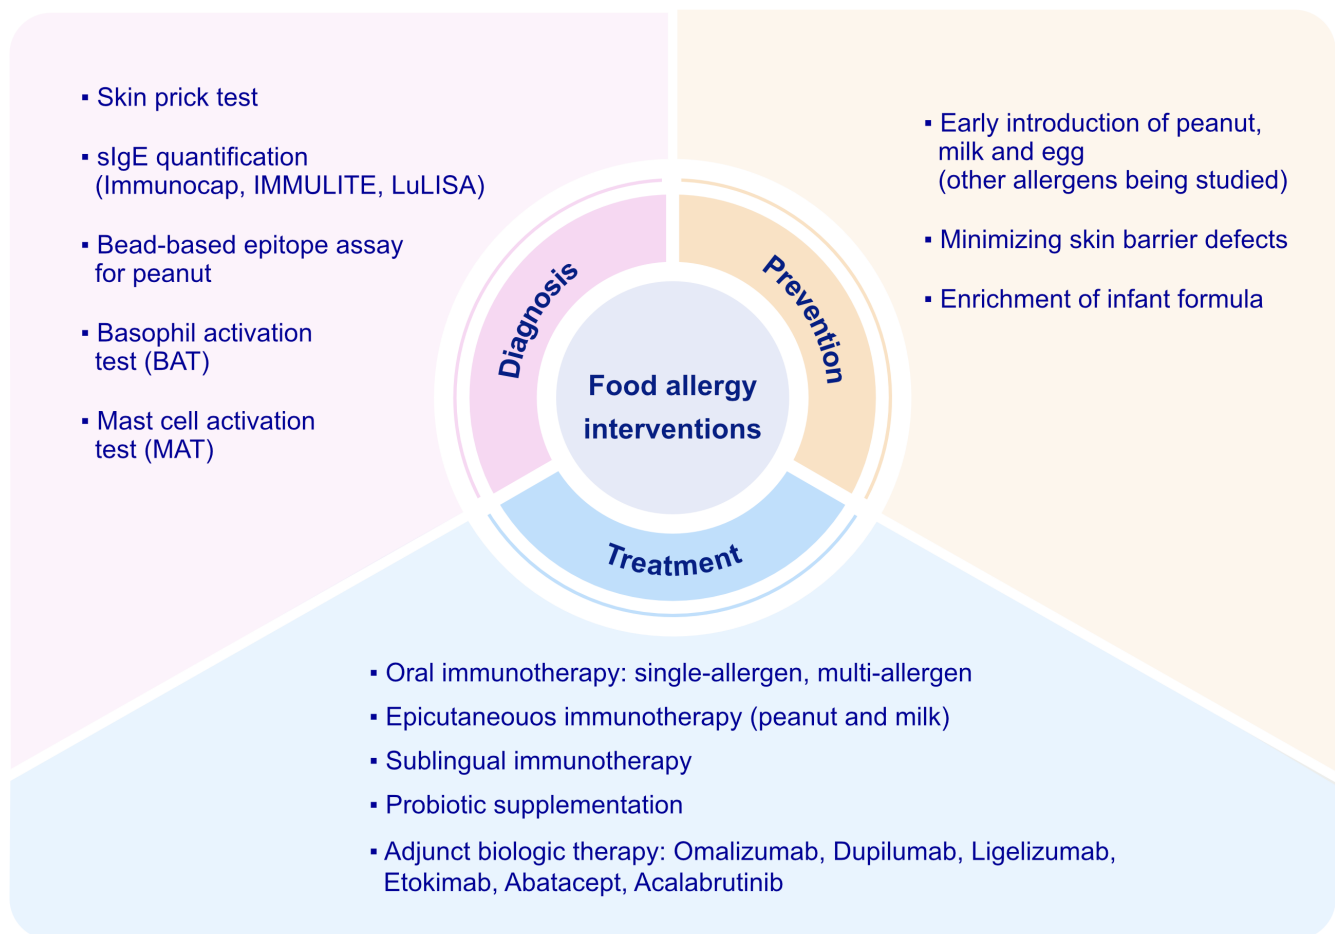 ▪ Skin prick test
▪ sIgE quantification
(Immunocap, IMMULITE, LuLISA)
▪ Bead-based epitope assay
for peanut
▪ Basophil activation
test (BAT)
▪ Mast cell activation
test (MAT)
Diagnosis
Prevention
▪ Early introduction of peanut,
milk and egg
(other allergens being studied)
▪ Minimizing skin barrier defects
▪ Enrichment of infant formula
Food allergy
interventions
Treatment
▪ Oral immunotherapy: single-allergen, multi-allergen
▪ Epicutaneouos immunotherapy (peanut and milk)
▪ Sublingual immunotherapy
▪ Probiotic supplementation
▪ Adjunct biologic therapy: Omalizumab, Dupilumab, Ligelizumab,
Etokimab, Abatacept, Acalabrutinib